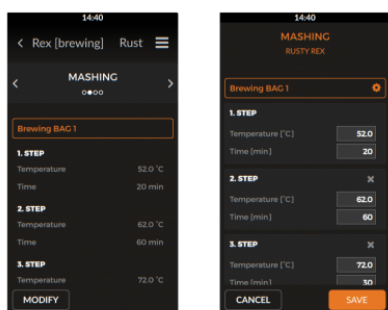 14:40
Rex [brewing] Rust
MASHING
Brewing BAG 1
1. STEP
Temperature 52.0 °C
Time 20 min
2. STEP
Temperature 62.0 °C
Time 60 min
3. STEP
Temperature 72.0 °C
MODIFY
14:40
MASHING
RUSTY REX
Brewing BAG 1
1. STEP
Temperature [°C] 52.0
Time [min] 20
2. STEP
Temperature [°C] 62.0
Time [min] 60
3. STEP
Temperature [°C] 72.0
Time [min] 30
CANCEL SAVE